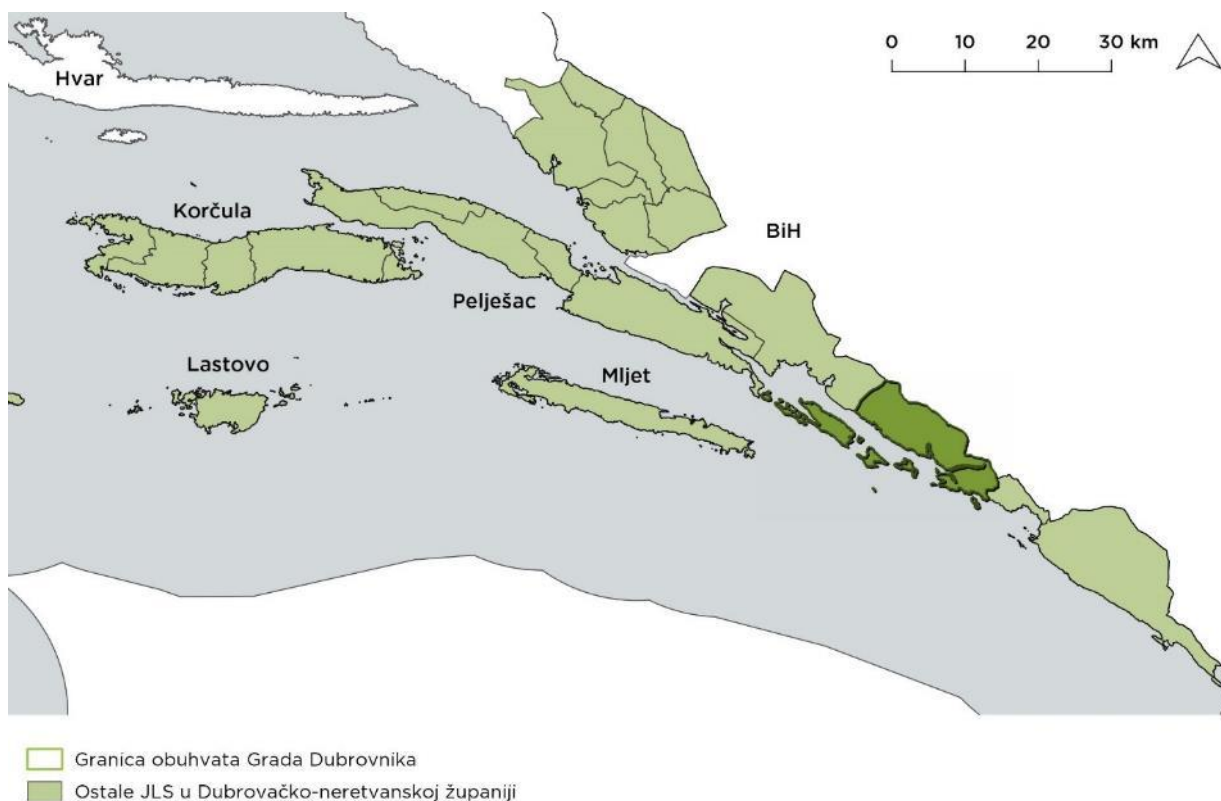 0 10 20 30 km
Hvar
BiH
Korčula
Pelješac
Lastovo
Mljet
Granica obuhvata Grada Dubrovnika
Ostale JLS u Dubrovačko-neretvanskoj županiji